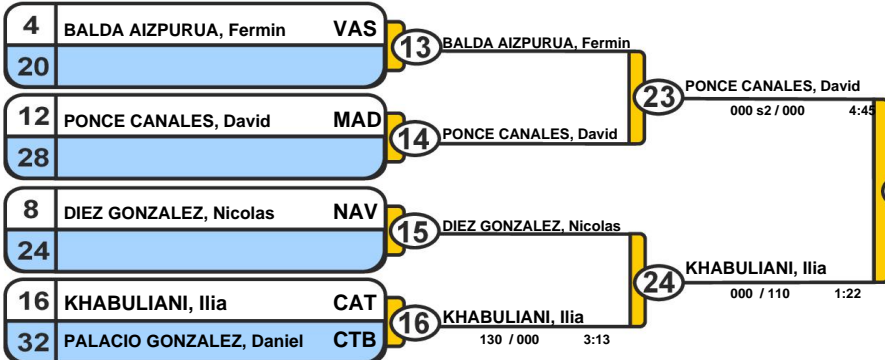 4 BALDA AIZPURUA, Fermin VAS
20
13 BALDA AIZPURUA, Fermin
12 PONCE CANALES, David MAD
28
14 PONCE CANALES, David
23 PONCE CANALES, David
000 s2 / 000 4:45
8 DIEZ GONZALEZ, Nicolas NAV
24
15 DIEZ GONZALEZ, Nicolas
16 KHABULIANI, Ilia CAT
32 PALACIO GONZALEZ, Daniel CTB
16 KHABULIANI, Ilia
130 / 000 3:13
24 KHABULIANI, Ilia
000 / 110 1:22